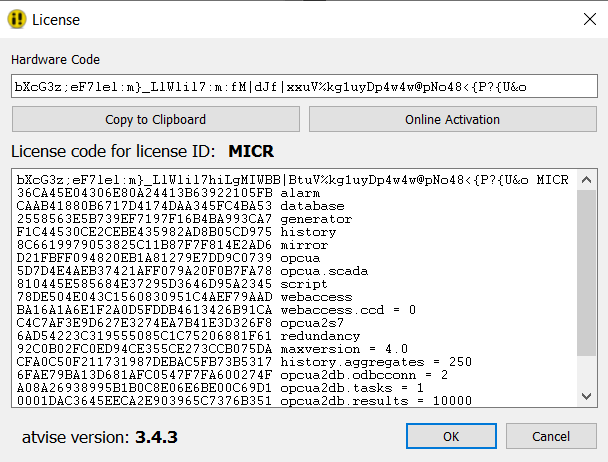 License
Hardware Code
bXcG3z;eF7lel:m}_LlWlil7:m:fM|dJf|xxuV%kg1uyDp4w4w@pNo48<{P?{U&o
Copy to Clipboard
Online Activation
License code for license ID: MICR
bXcG3z;eF7lel:m}_LlWlil7hiLgMIWBB|BtuV%kg1uyDp4w4w@pNo48<{P?{U&o MICR
36CA45E04306E80A24413B63922105FB alarm
CAAB41880B6717D4174DAA345FC4BA53 database
2558563E5B739EF7197F16B4BA993CA7 generator
F1C44530CE2CEBE435982AD8B05CD975 history
8C6619979053825C11B87F7F814E2AD6 mirror
D21FBFF094820EB1A81279E7DD9C0739 opcua
5D7D4E4AEB37421AFF079A20F0B7FA78 opcua.scada
810445E585684E37295D3646D95A2345 script
78DE504E043C1560830951C4AEF79AAD webaccess
BA16A1A6E1F2A0D5FDDB4613426B91CA webaccess.ccd = 0
C4C7AF3E9D627E3274EA7B41E3D326F8 opcua2s7
6AD54223C319555085C1C75206881F61 redundancy
92C0B02FC0ED94CE355CE273CCB075DA maxversion = 4.0
CFA0C50F211731987DEBAC5FB73B5317 history.aggregates = 250
6FAE79BA13D681AFC0547F7FA600274F opcua2db.odbcconn = 2
A08A26938995B1B0C8E06E6BE00C69D1 opcua2db.tasks = 1
0001DAC3645EECA2E903965C7376B351 opcua2db.results = 10000
atvise version: 3.4.3
OK
Cancel